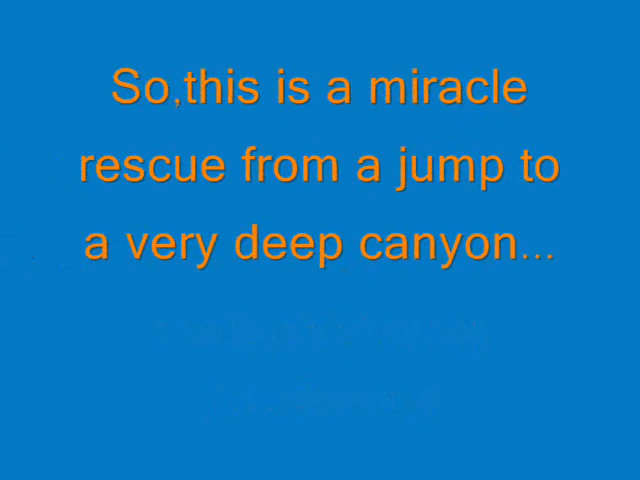 So,this is a miracle
rescue from a jump to
a very deep canyon...